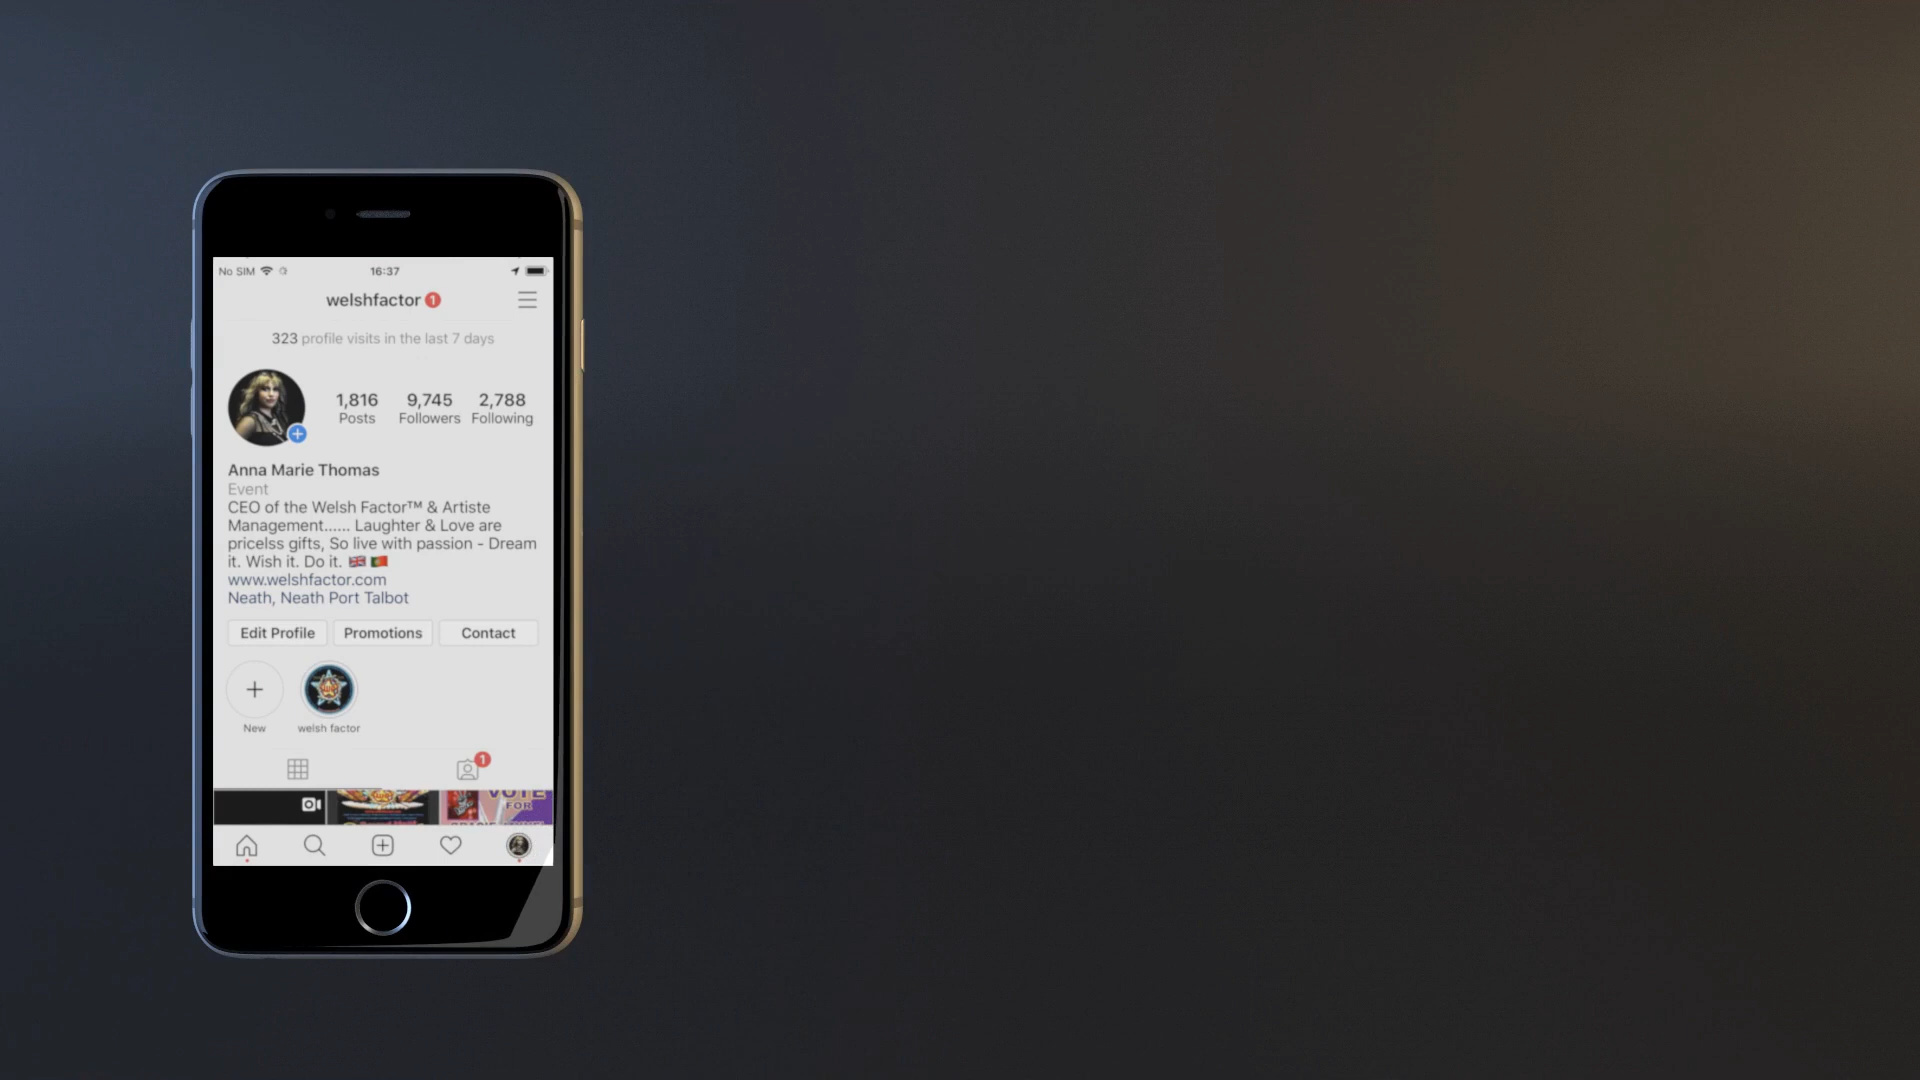 No SIM 16:37
welshfactor 1
323 profile visits in the last 7 days
1,816 9,745 2,788
Posts Followers Following
Anna Marie Thomas
Event
CEO of the Welsh Factor™ & Artiste
Management...... Laughter & Love are
pricelss gifts, So live with passion - Dream
it. Wish it. Do it. 🇬🇧 🇵🇹
www.welshfactor.com
Neath, Neath Port Talbot
Edit Profile Promotions Contact
New welsh factor
1
VOTE
FOR